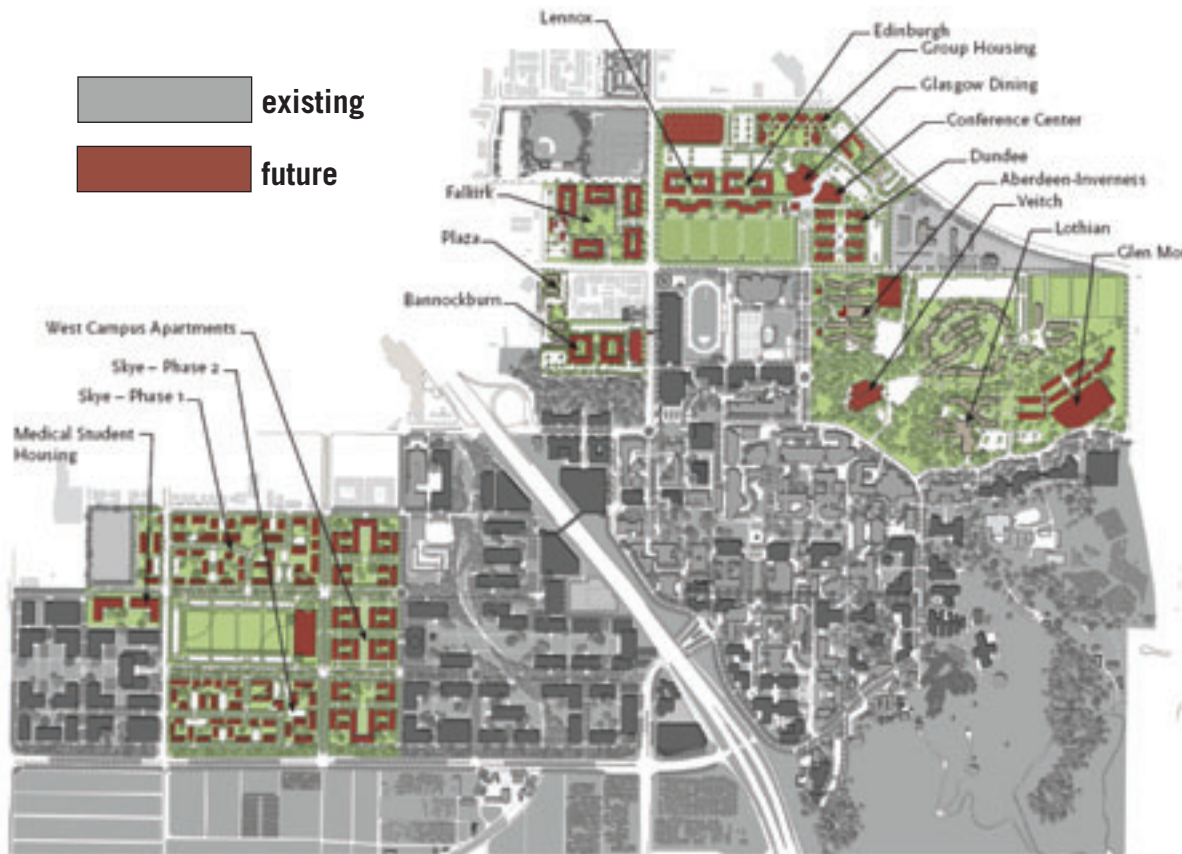 existing
future
Lennox
Edinburgh
Group Housing
Glasgow Dining
Conference Center
Dundee
Aberdeen-Inverness
Veitch
Lothian
Glen Mo
Falkirk
Plaza
Bannockburn
West Campus Apartments
Skye – Phase 2
Skye – Phase 1
Medical Student
Housing